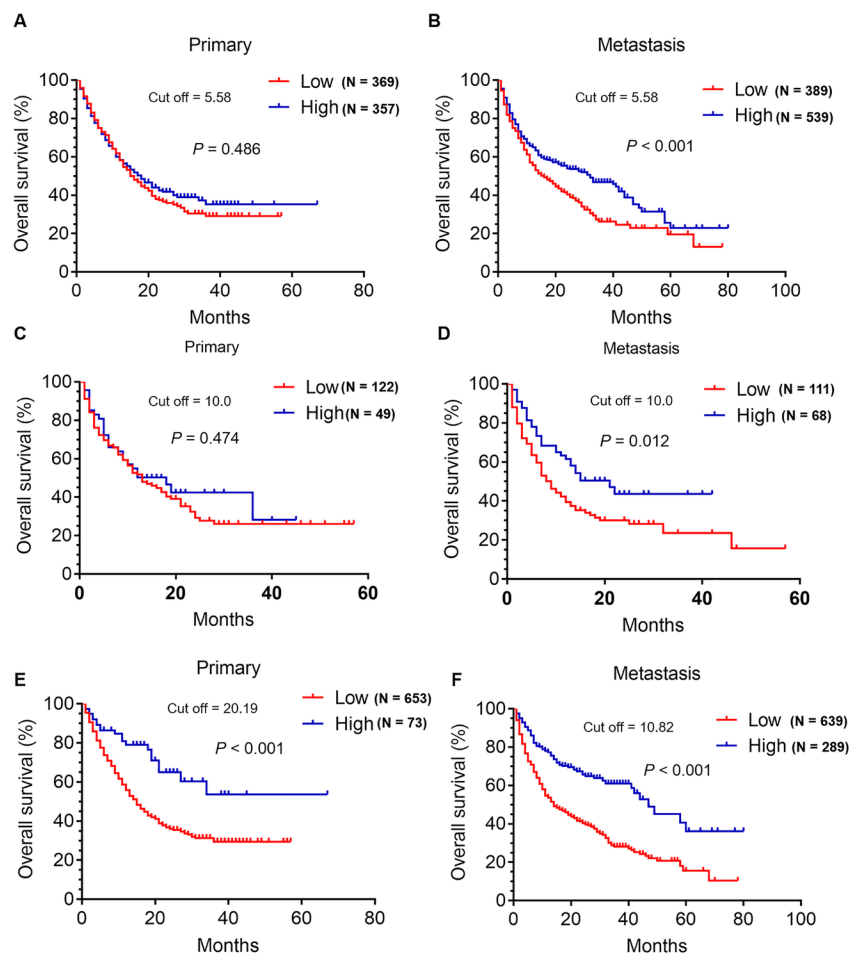 A
Primary
Overall survival (%)
100
80
60
40
20
0
0 20 40 60 80
Months
Cut off = 5.58
P = 0.486
Low (N = 369)
High (N = 357)
B
Metastasis
Overall survival (%)
100
80
60
40
20
0
0 20 40 60 80 100
Months
Cut off = 5.58
P < 0.001
Low (N = 389)
High (N = 539)
C
Primary
Overall survival (%)
100
80
60
40
20
0
0 20 40 60
Months
Cut off = 10.0
P = 0.474
Low (N = 122)
High (N = 49)
D
Metastasis
Overall survival (%)
100
80
60
40
20
0
0 20 40 60
Months
Cut off = 10.0
P = 0.012
Low (N = 111)
High (N = 68)
E
Primary
Overall survival (%)
100
80
60
40
20
0
0 20 40 60 80
Months
Cut off = 20.19
P < 0.001
Low (N = 653)
High (N = 73)
F
Metastasis
Overall survival (%)
100
80
60
40
20
0
0 20 40 60 80 100
Months
Cut off = 10.82
P < 0.001
Low (N = 639)
High (N = 289)